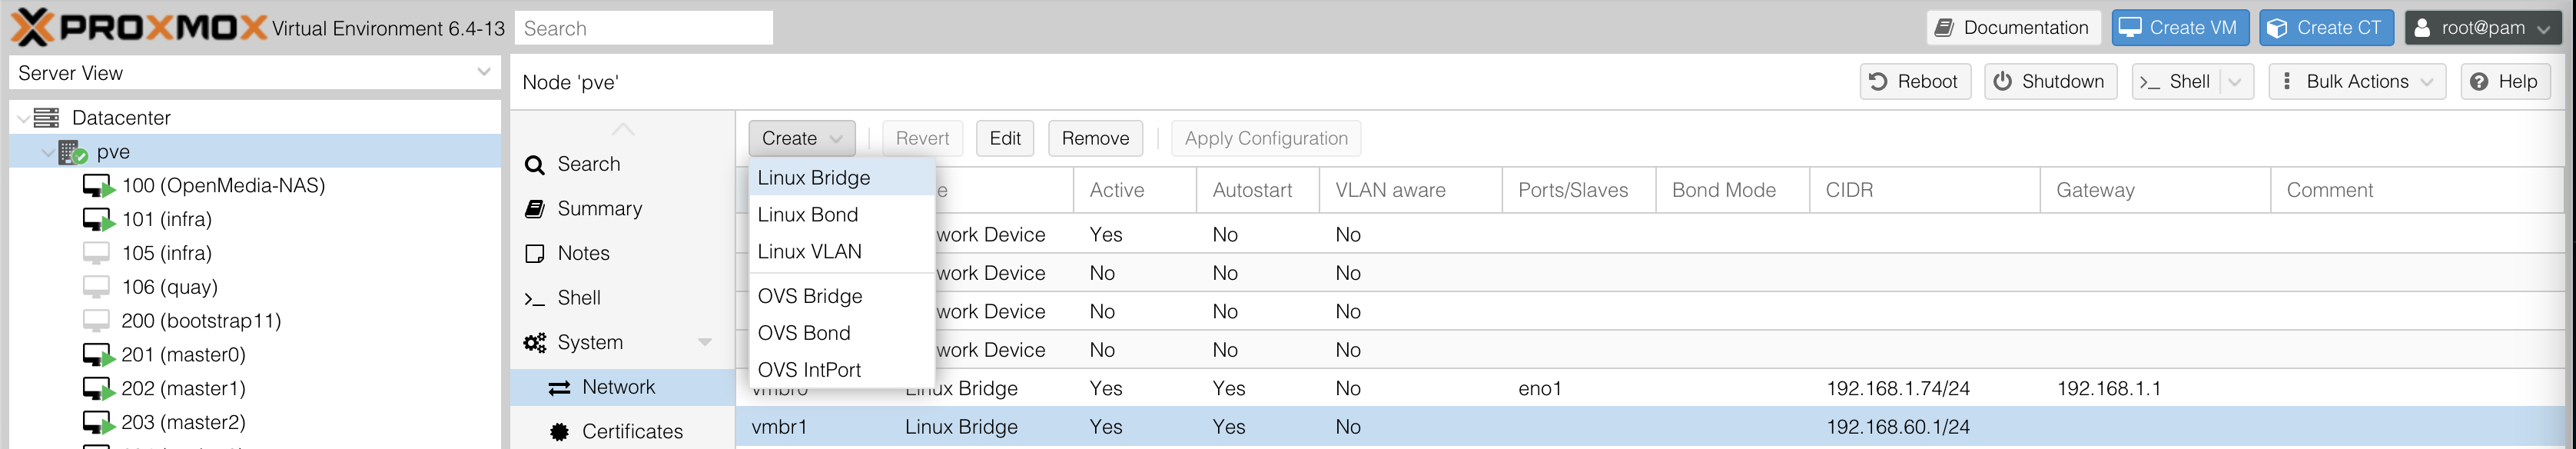 PROXMOX Virtual Environment 6.4-13 Search Documentation Create VM Create CT root@pam
Server View
Node 'pve' Reboot Shutdown >_ Shell Bulk Actions Help
Datacenter
pve
100 (OpenMedia-NAS)
101 (infra)
105 (infra)
106 (quay)
200 (bootstrap11)
201 (master0)
202 (master1)
203 (master2)
Search
Summary
Notes
>_ Shell
System
Network
Certificates
Create Revert Edit Remove Apply Configuration
Linux Bridge
Linux Bond
Linux VLAN
OVS Bridge
OVS Bond
OVS IntPort
e Active Autostart VLAN aware Ports/Slaves Bond Mode CIDR Gateway Comment
work Device Yes No No
work Device No No No
work Device No No No
work Device No No No
vmbr0 Linux Bridge Yes Yes No eno1 192.168.1.74/24 192.168.1.1
vmbr1 Linux Bridge Yes Yes No 192.168.60.1/24